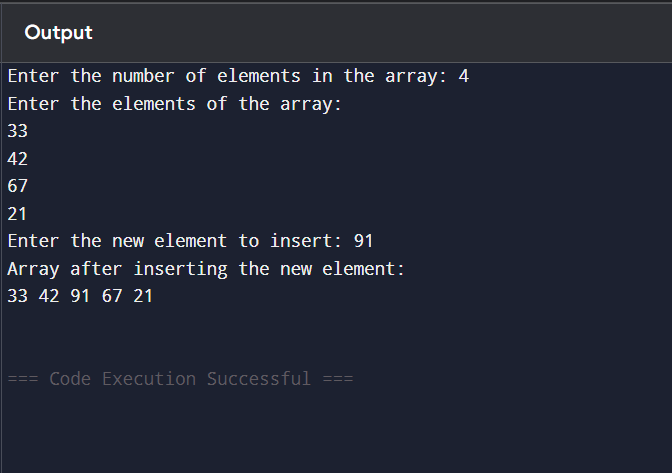 Output
Enter the number of elements in the array: 4
Enter the elements of the array:
33
42
67
21
Enter the new element to insert: 91
Array after inserting the new element:
33 42 91 67 21
=== Code Execution Successful ===